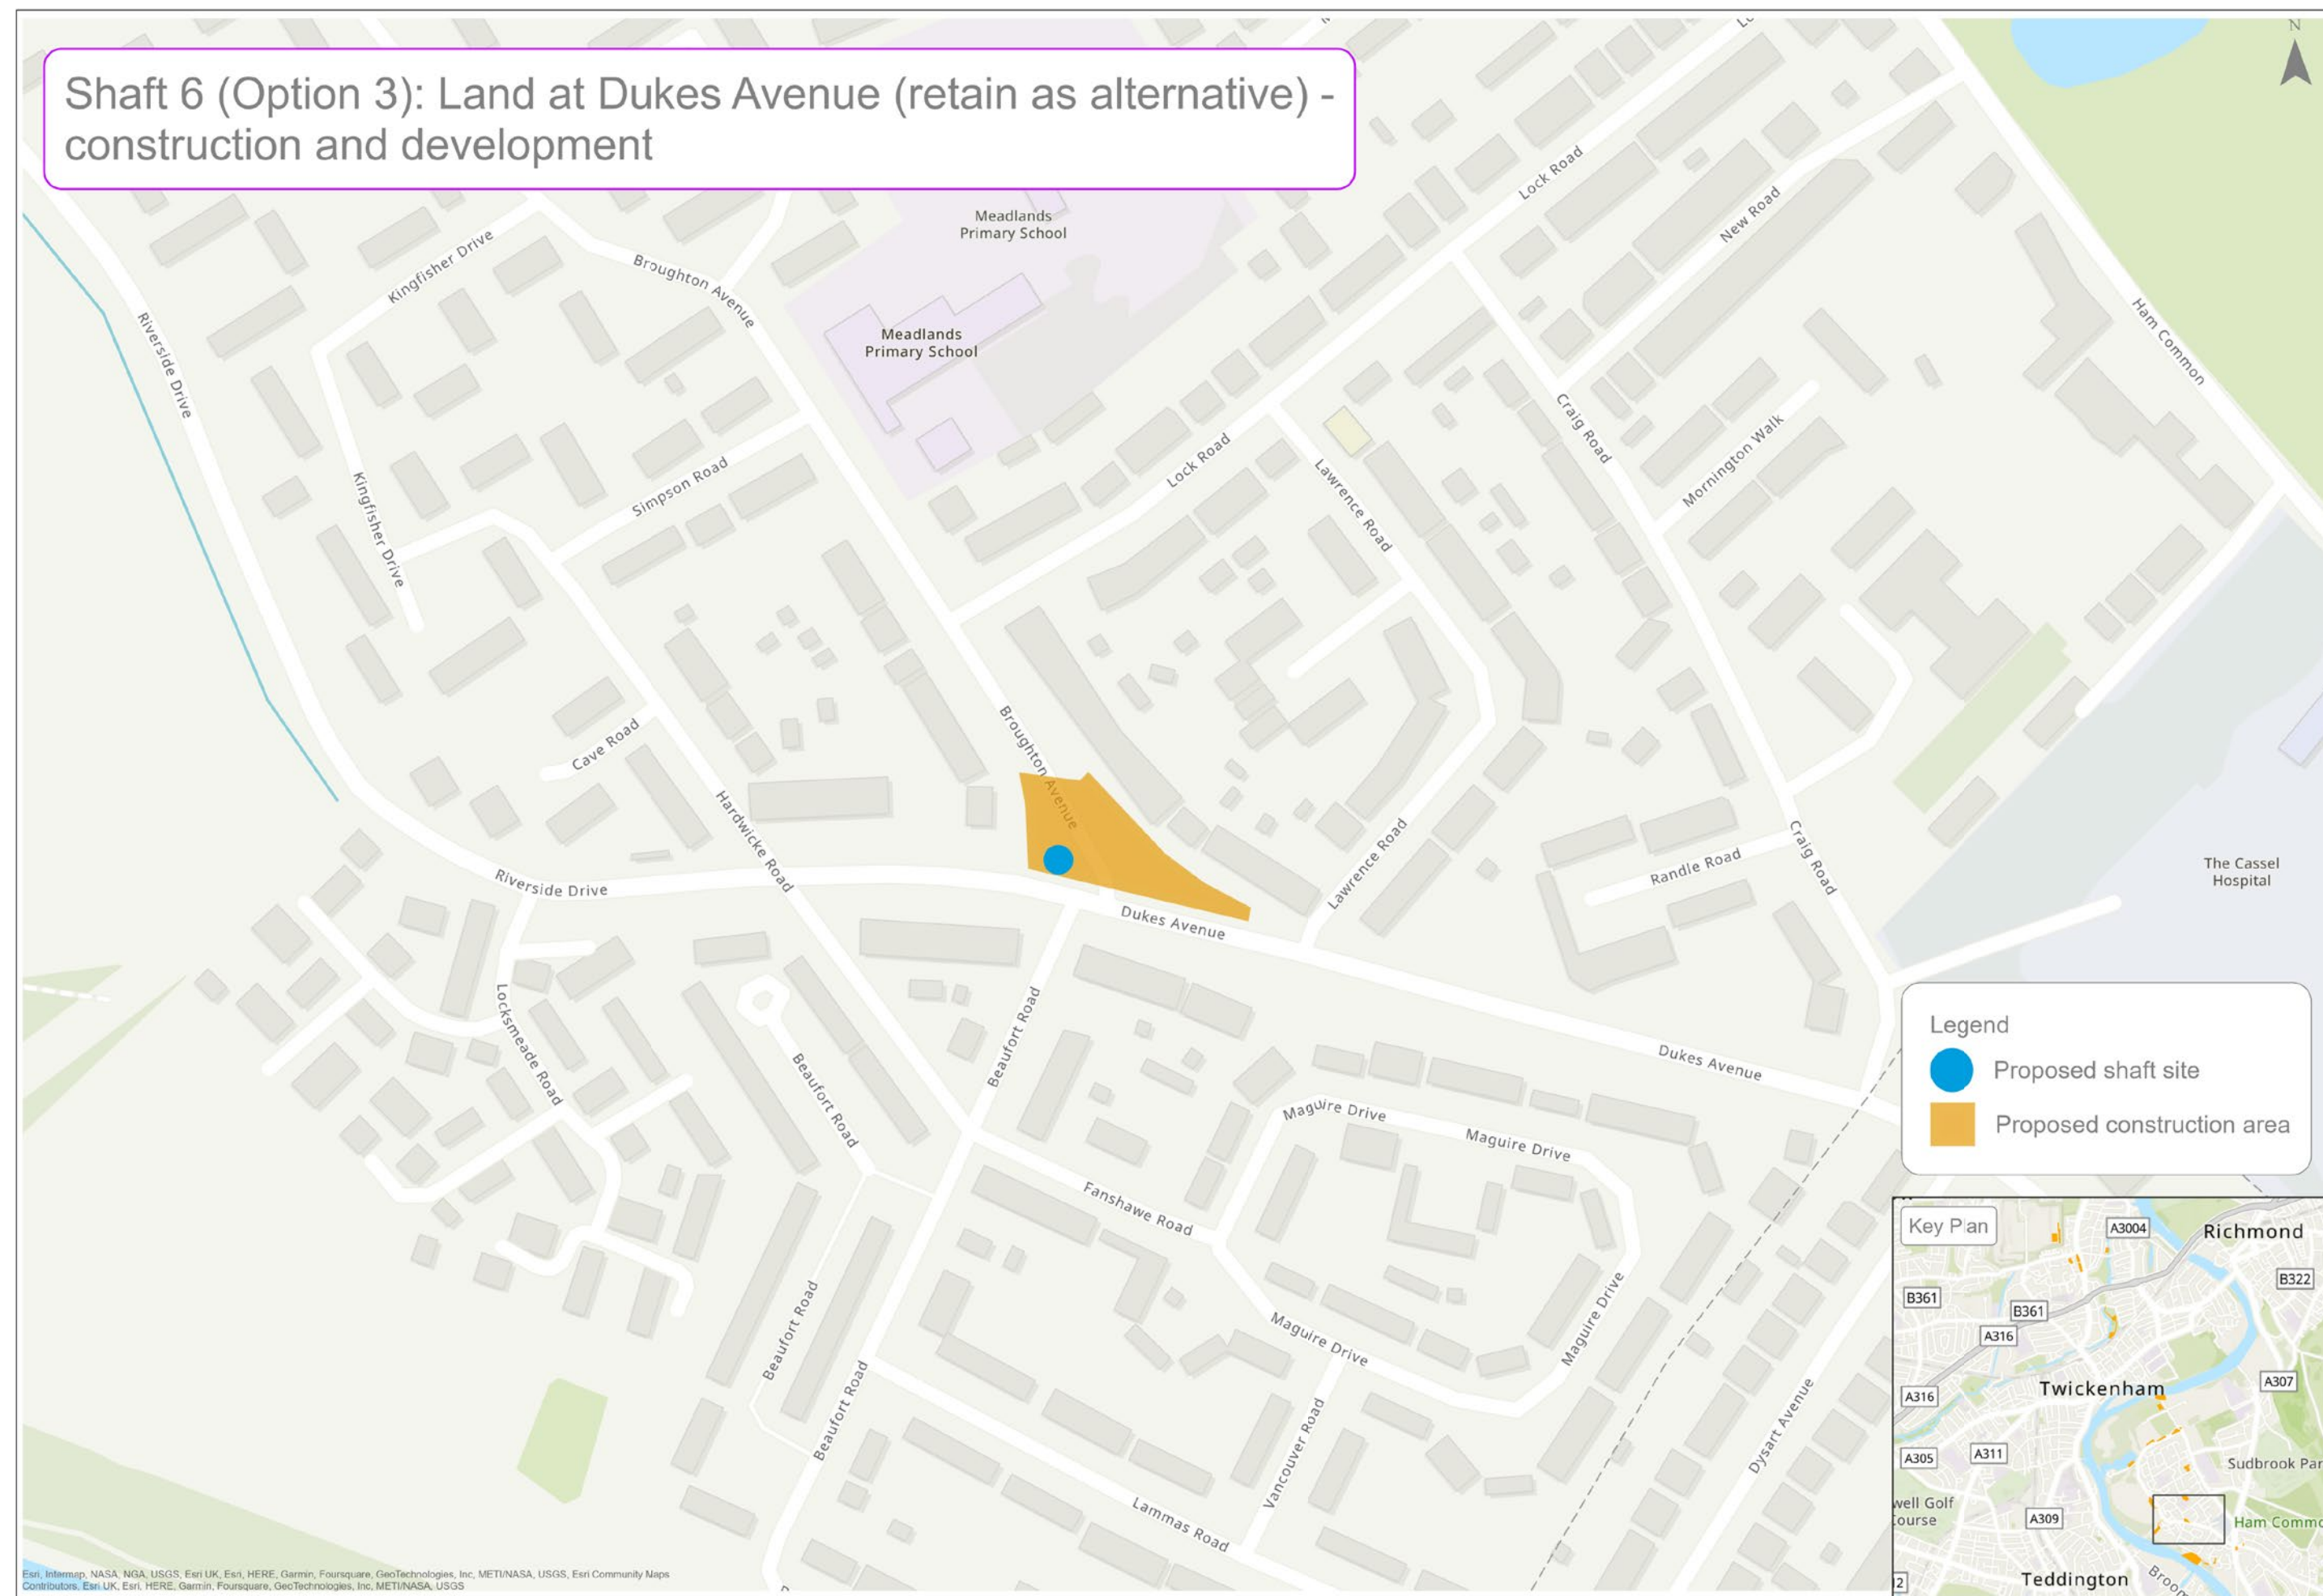 Shaft 6 (Option 3): Land at Dukes Avenue (retain as alternative) -
construction and development
N
Meadlands
Primary School
Lock Road
New Road
Kingfisher Drive
Broughton Avenue
Riverside Drive
Meadlands
Primary School
Ham Common
Craig Road
Mornington Walk
Lock Road
Lawrence Road
Simpson Road
Kingfisher Drive
Cave Road
Broughton Avenue
Hardwicke Road
Lawrence Road
Craig Road
Randle Road
The Cassel
Hospital
Riverside Drive
Dukes Avenue
Locksmeade Road
Beaufort Road
Beaufort Road
Dukes Avenue
Maguire Drive
Maguire Drive
Fanshawe Road
Beaufort Road
Maguire Drive
Maguire Drive
Beaufort Road
Vancouver Road
Dysart Avenue
Lammas Road
Legend
Proposed shaft site
Proposed construction area
Key Plan
A3004
Richmond
B322
B361
B361
A316
A307
Twickenham
A316
A305
A311
Sudbrook Par
well Golf
ourse
A309
Ham Commo
Teddington
Broom
Esri, Intermap, NASA, NGA, USGS, Esri UK, Esri, HERE, Garmin, Foursquare, GeoTechnologies, Inc, METI/NASA, USGS, Esri Community Maps
Contributors, Esri UK, Esri, HERE, Garmin, Foursquare, GeoTechnologies, Inc, METI/NASA, USGS